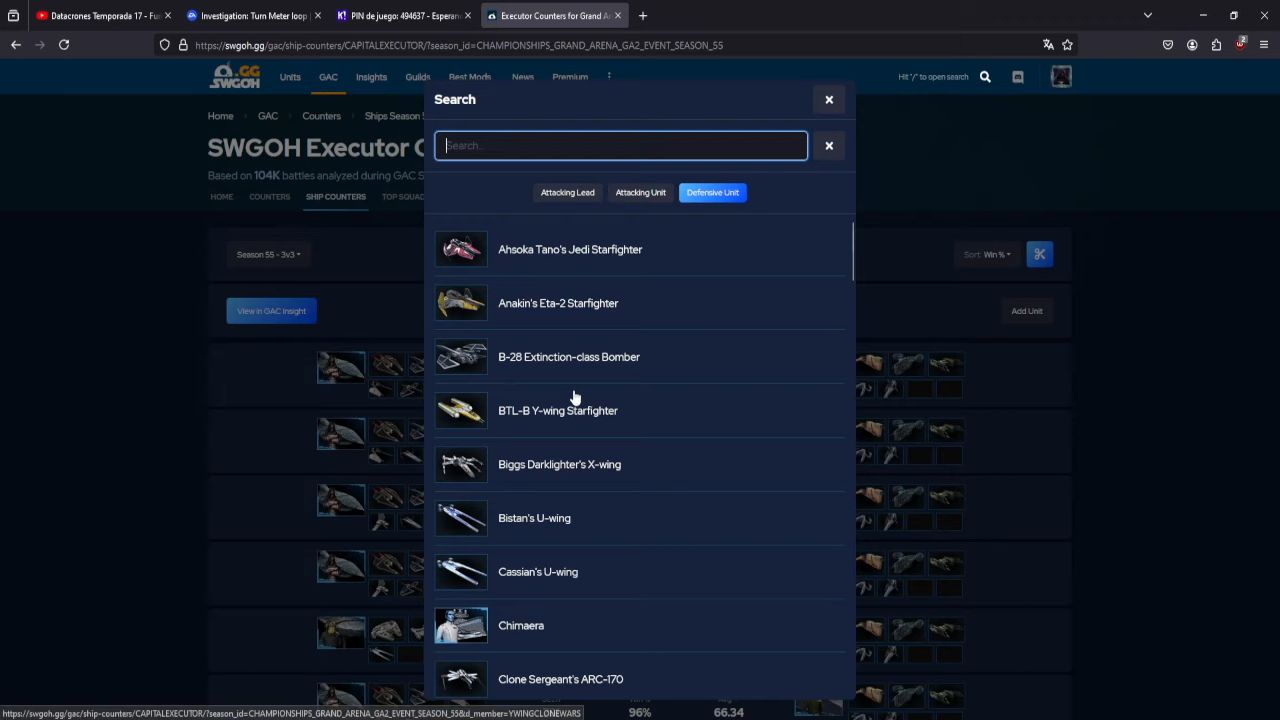 Datacrones Temporada 17 - Fu
Investigation: Turn Meter loop
PIN de juego: 494637 - Esperan
Executor Counters for Grand Ar
https://swgoh.gg/gac/ship-counters/CAPITALEXECUTOR/?season_id=CHAMPIONSHIPS_GRAND_ARENA_GA2_EVENT_SEASON_55
2
.GG
SWGOH
Units
GAC
Insights
Guilds
Best Mods
News
Premium
Hit "/" to open search
Search
Home
GAC
Counters
Ships Season
SWGOH Executor C
Search...
Based on 104K battles analyzed during GAC S
HOME
COUNTERS
SHIP COUNTERS
TOP SQUAD
Attacking Lead
Attacking Unit
Defensive Unit
Season 55 - 3v3
Sort: Win %
View in GAC Insight
Add Unit
Ahsoka Tano's Jedi Starfighter
Anakin's Eta-2 Starfighter
B-28 Extinction-class Bomber
BTL-B Y-wing Starfighter
Biggs Darklighter's X-wing
Bistan's U-wing
Cassian's U-wing
Chimaera
Clone Sergeant's ARC-170
96%
66.34
https://swgoh.gg/gac/ship-counters/CAPITALEXECUTOR/?season_id=CHAMPIONSHIPS_GRAND_ARENA_GA2_EVENT_SEASON_55&d_member=YWINGCLONEWARS